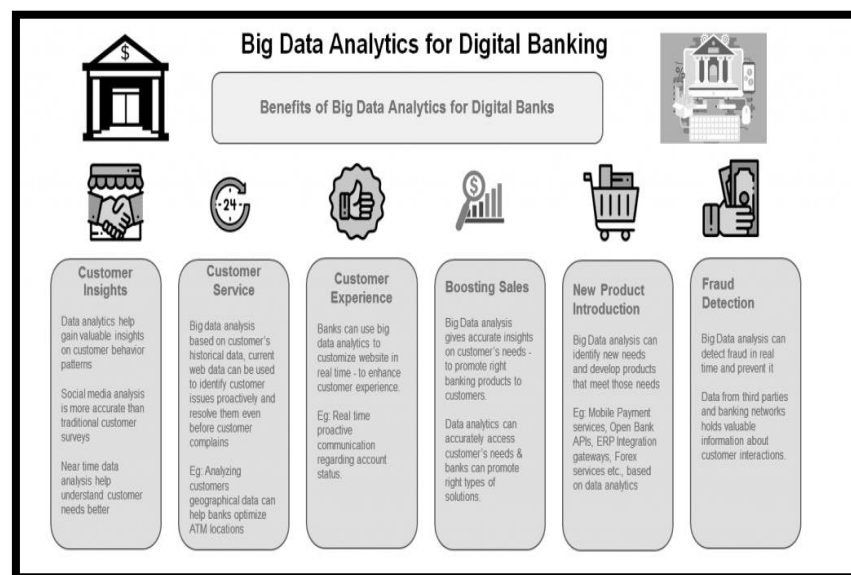 Big Data Analytics for Digital Banking
$
Benefits of Big Data Analytics for Digital Banks
24
$
Customer
Insights
Data analytics help
gain valuable insights
on customer behavior
patterns
Social media analysis
is more accurate than
traditional customer
surveys
Near time data
analysis help
understand customer
needs better
Customer
Service
Big data analysis
based on customer's
historical data, current
web data can be used
to identify customer
issues proactively and
resolve them even
before customer
complains
Eg: Analyzing
customers
geographical data can
help banks optimize
ATM locations
Customer
Experience
Banks can use big
data analytics to
customize website in
real time - to enhance
customer experience.
Eg: Real time
proactive
communication
regarding account
status.
Boosting Sales
Big Data analysis
gives accurate insights
on customer's needs -
to promote right
banking products to
customers.
Data analytics can
accurately access
customer's needs &
banks can promote
right types of
solutions.
New Product
Introduction
Big Data analysis can
identify new needs
and develop products
that meet those needs
Eg: Mobile Payment
services, Open Bank
APIs, ERP Integration
gateways, Forex
services etc., based
on data analytics
Fraud
Detection
Big Data analysis can
detect fraud in real
time and prevent it
Data from third parties
and banking networks
holds valuable
information about
customer interactions.